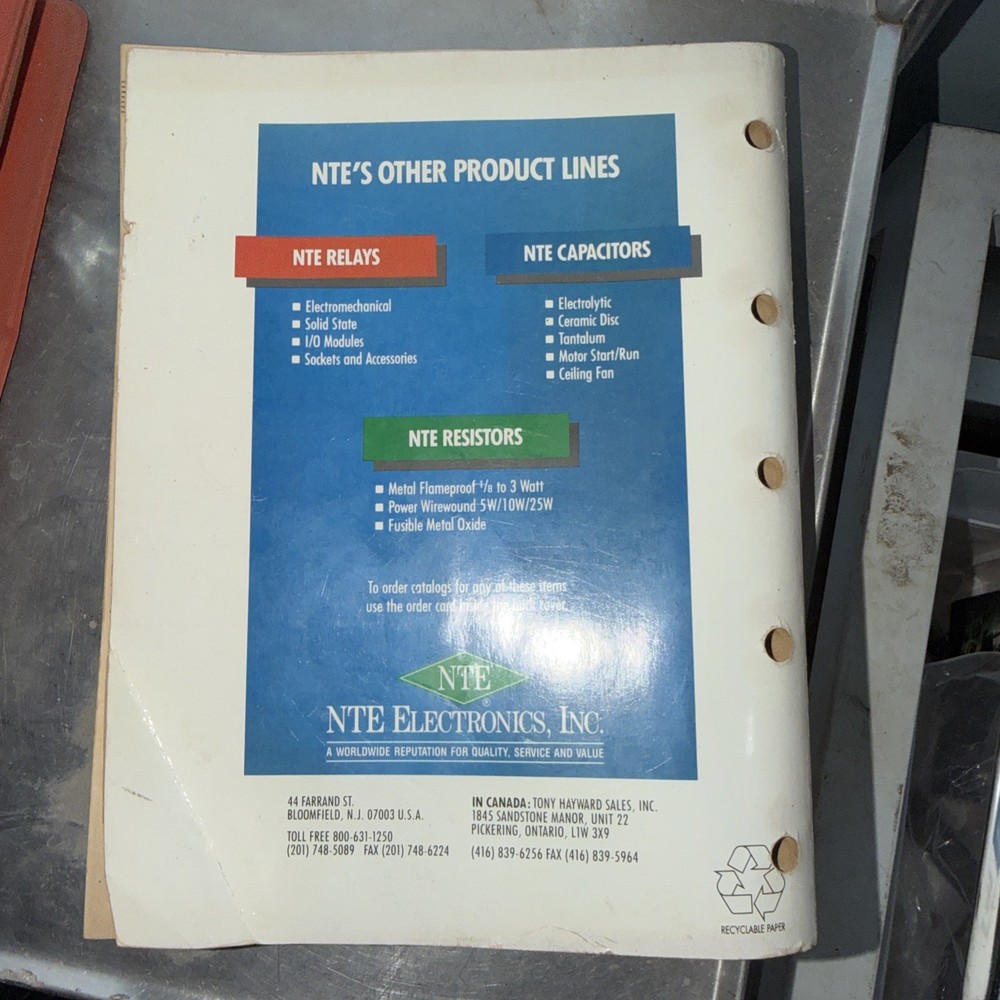 NTE'S OTHER PRODUCT LINES
NTE RELAYS
■ Electromechanical
■ Solid State
■ I/O Modules
■ Sockets and Accessories
NTE CAPACITORS
■ Electrolytic
■ Ceramic Disc
■ Tantalum
■ Motor Start/Run
■ Ceiling Fan
NTE RESISTORS
■ Metal Flameproof 1/8 to 3 Watt
■ Power Wirewound 5W/10W/25W
■ Fusible Metal Oxide
To order catalogs for any of these items
use the order card inside the back cover.
NTE
®
NTE ELECTRONICS, INC.
A WORLDWIDE REPUTATION FOR QUALITY, SERVICE AND VALUE
44 FARRAND ST.
BLOOMFIELD, N.J. 07003 U.S.A.
TOLL FREE 800-631-1250
(201) 748-5089 FAX (201) 748-6224
IN CANADA: TONY HAYWARD SALES, INC.
1845 SANDSTONE MANOR, UNIT 22
PICKERING, ONTARIO, L1W 3X9
(416) 839-6256 FAX (416) 839-5964
RECYCLABLE PAPER